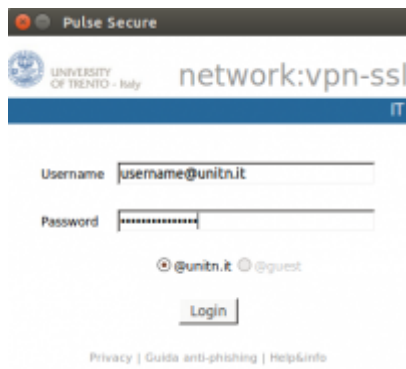 Pulse Secure
UNIVERSITY
OF TRENTO - Italy
network:vpn-ssl
IT
Username username@unitn.it
Password ••••••••••••••
@unitn.it @guest
Login
Privacy | Guida anti-phishing | Help&info